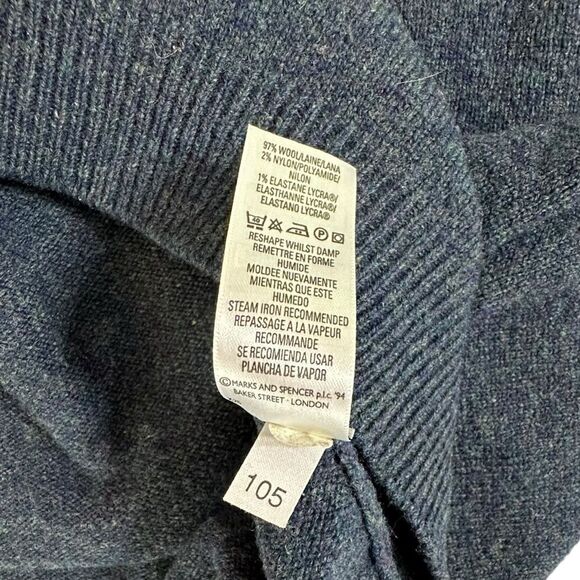 97% WOOL/LAINE/LANA
2% NYLON/POLYAMIDE/
NILON
1% ELASTANE LYCRA®/
ELASTHANNE LYCRA®/
ELASTANO LYCRA®
40 P
RESHAPE WHILST DAMP
REMETTRE EN FORME
HUMIDE
MOLDEE NUEVAMENTE
MIENTRAS QUE ESTE
HUMEDO
STEAM IRON RECOMMENDED
REPASSAGE A LA VAPEUR
RECOMMANDE
SE RECOMIENDA USAR
PLANCHA DE VAPOR
©MARKS AND SPENCER p.l.c. '94
BAKER STREET · LONDON
105